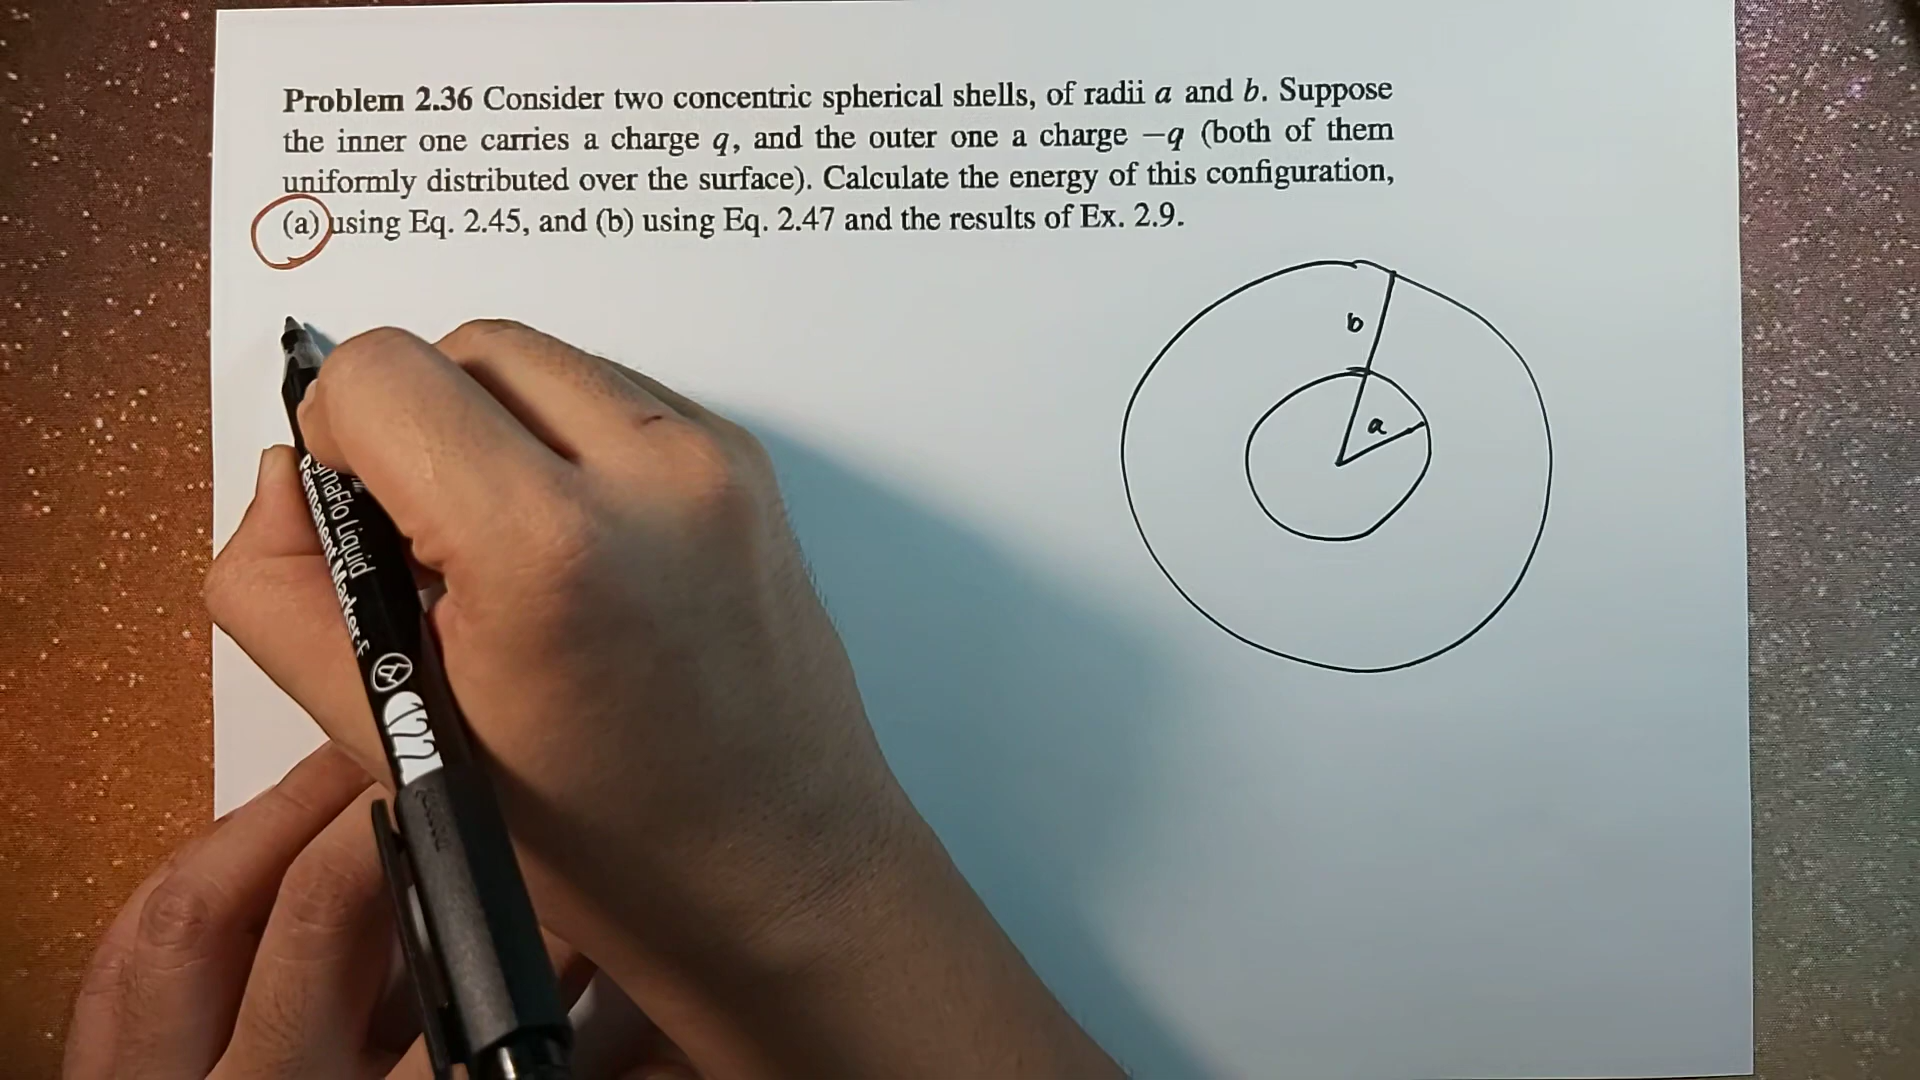 Problem 2.36 Consider two concentric spherical shells, of radii a and b. Suppose
the inner one carries a charge q, and the outer one a charge −q (both of them
uniformly distributed over the surface). Calculate the energy of this configuration,
(a) using Eq. 2.45, and (b) using Eq. 2.47 and the results of Ex. 2.9.
b
a
Liquid
Permanent Marker-F
122